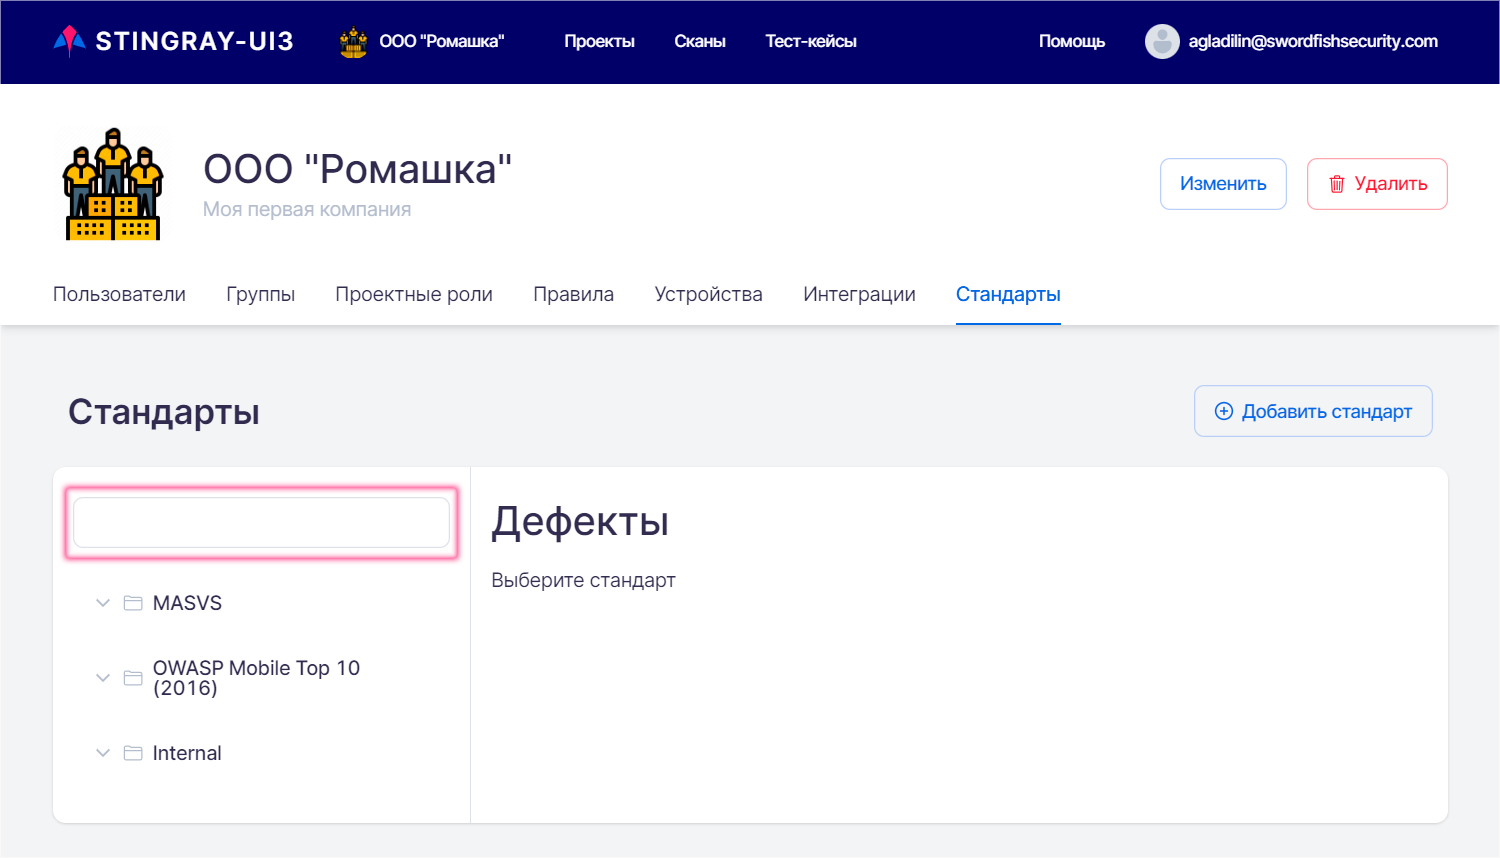 STINGRAY-UI3 ООО "Ромашка" Проекты Сканы Тест-кейсы Помощь agladilin@swordfishsecurity.com
ООО "Ромашка"
Моя первая компания
Изменить Удалить
Пользователи Группы Проектные роли Правила Устройства Интеграции Стандарты
Стандарты
Добавить стандарт
MASVS
OWASP Mobile Top 10
(2016)
Internal
Дефекты
Выберите стандарт